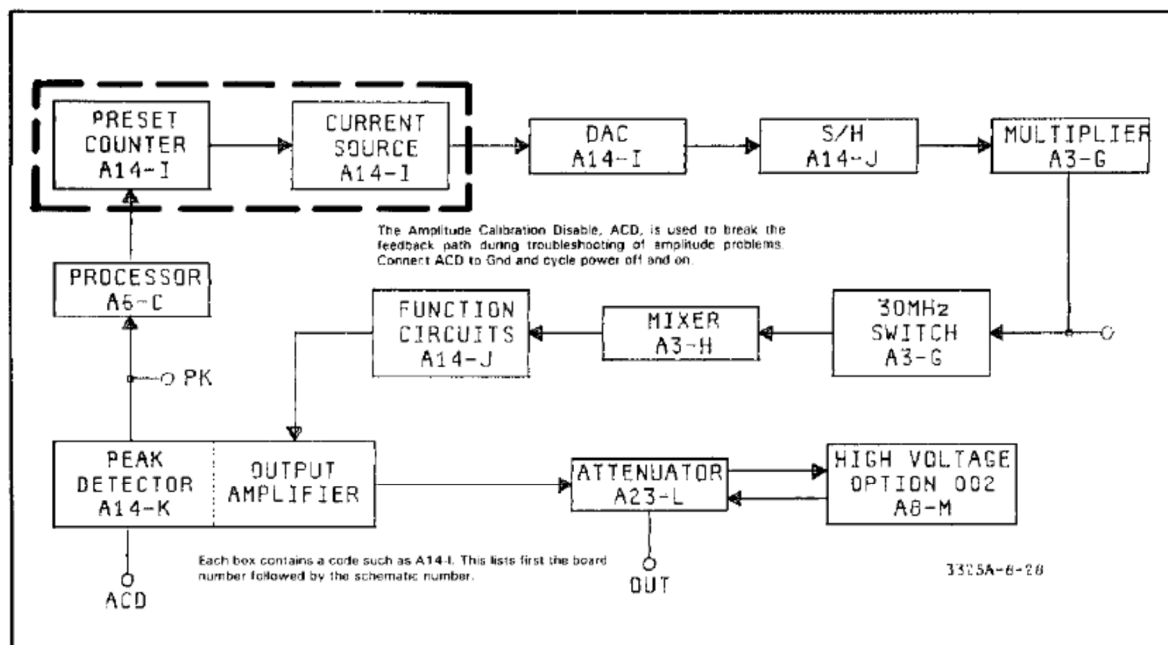 PRESET
COUNTER
A14-I
CURRENT
SOURCE
A14-I
DAC
A14-I
S/H
A14-J
MULTIPLIER
A3-G
The Amplitude Calibration Disable, ACD, is used to break the
feedback path during troubleshooting of amplitude problems.
Connect ACD to Gnd and cycle power off and on.
PROCESSOR
A6-C
FUNCTION
CIRCUITS
A14-J
MIXER
A3-H
30MHz
SWITCH
A3-G
PK
PEAK
DETECTOR
A14-K
OUTPUT
AMPLIFIER
ATTENUATOR
A23-L
HIGH VOLTAGE
OPTION 002
A8-M
Each box contains a code such as A14-I. This lists first the board
number followed by the schematic number.
ACD
OUT
3325A-8-28